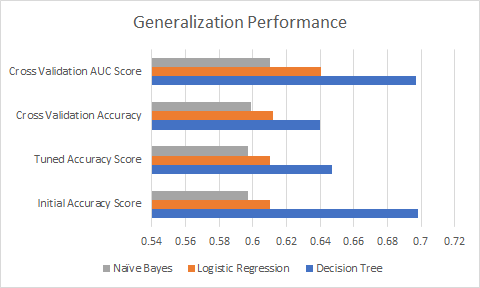 Generalization Performance
Cross Validation AUC Score
Cross Validation Accuracy
Tuned Accuracy Score
Initial Accuracy Score
0.54 0.56 0.58 0.6 0.62 0.64 0.66 0.68 0.7 0.72
Naïve Bayes Logistic Regression Decision Tree